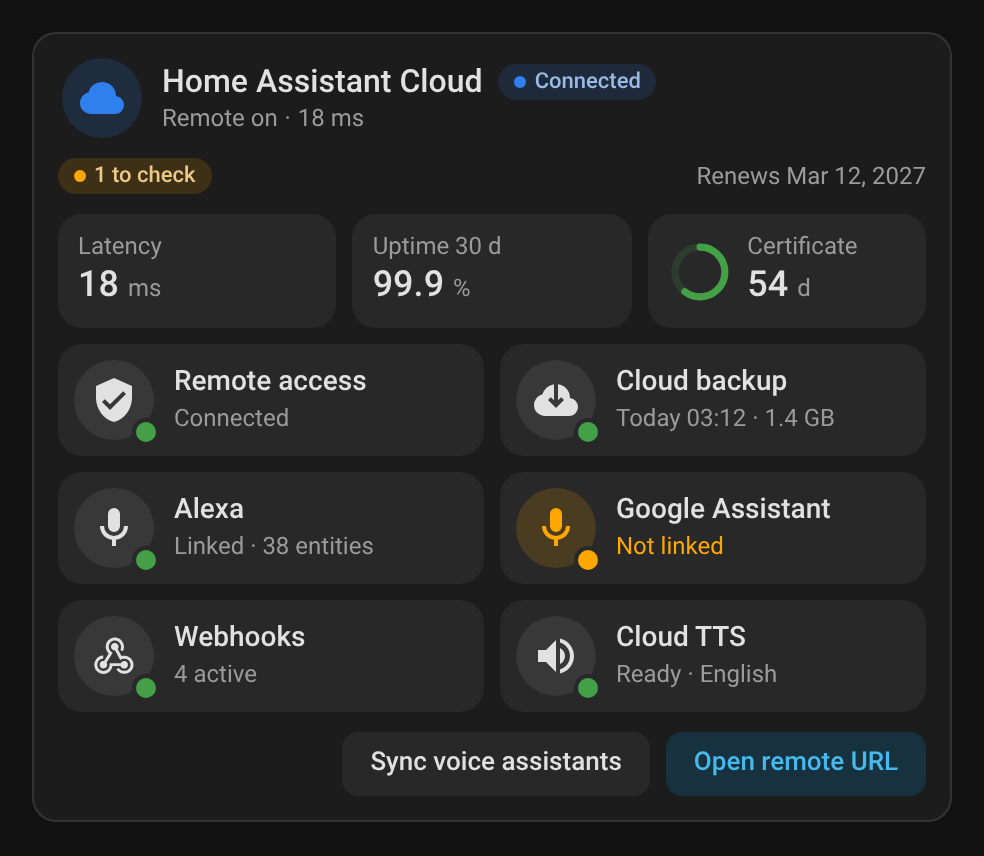 Home Assistant Cloud
Connected
Remote on · 18 ms
1 to check
Renews Mar 12, 2027
Latency
18 ms
Uptime 30 d
99.9 %
Certificate
54 d
Remote access
Connected
Cloud backup
Today 03:12 · 1.4 GB
Alexa
Linked · 38 entities
Google Assistant
Not linked
Webhooks
4 active
Cloud TTS
Ready · English
Sync voice assistants
Open remote URL